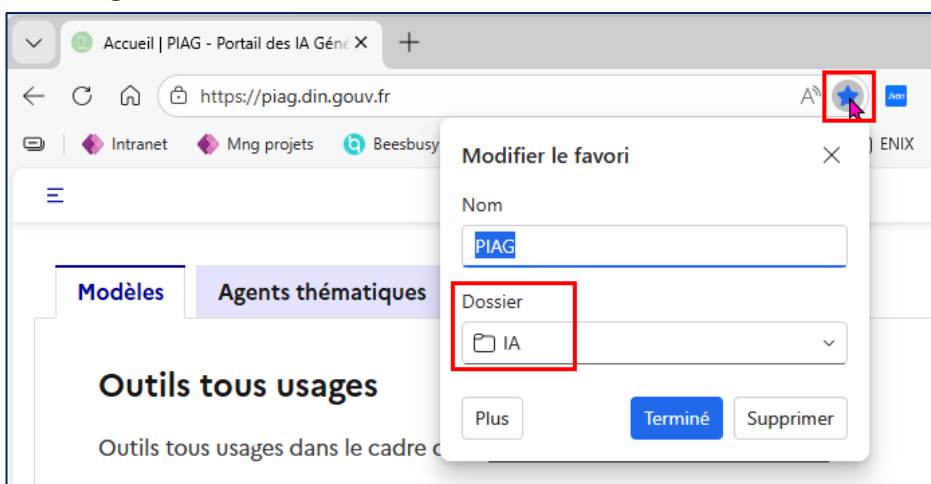 Accueil | PIAG - Portail des IA Géné
https://piag.din.gouv.fr
Intranet Mng projets Beesbusy ENIX
Modifier le favori
Nom
PIAG
Modèles Agents thématiques
Dossier
IA
Outils tous usages
Plus Terminé Supprimer
Outils tous usages dans le cadre